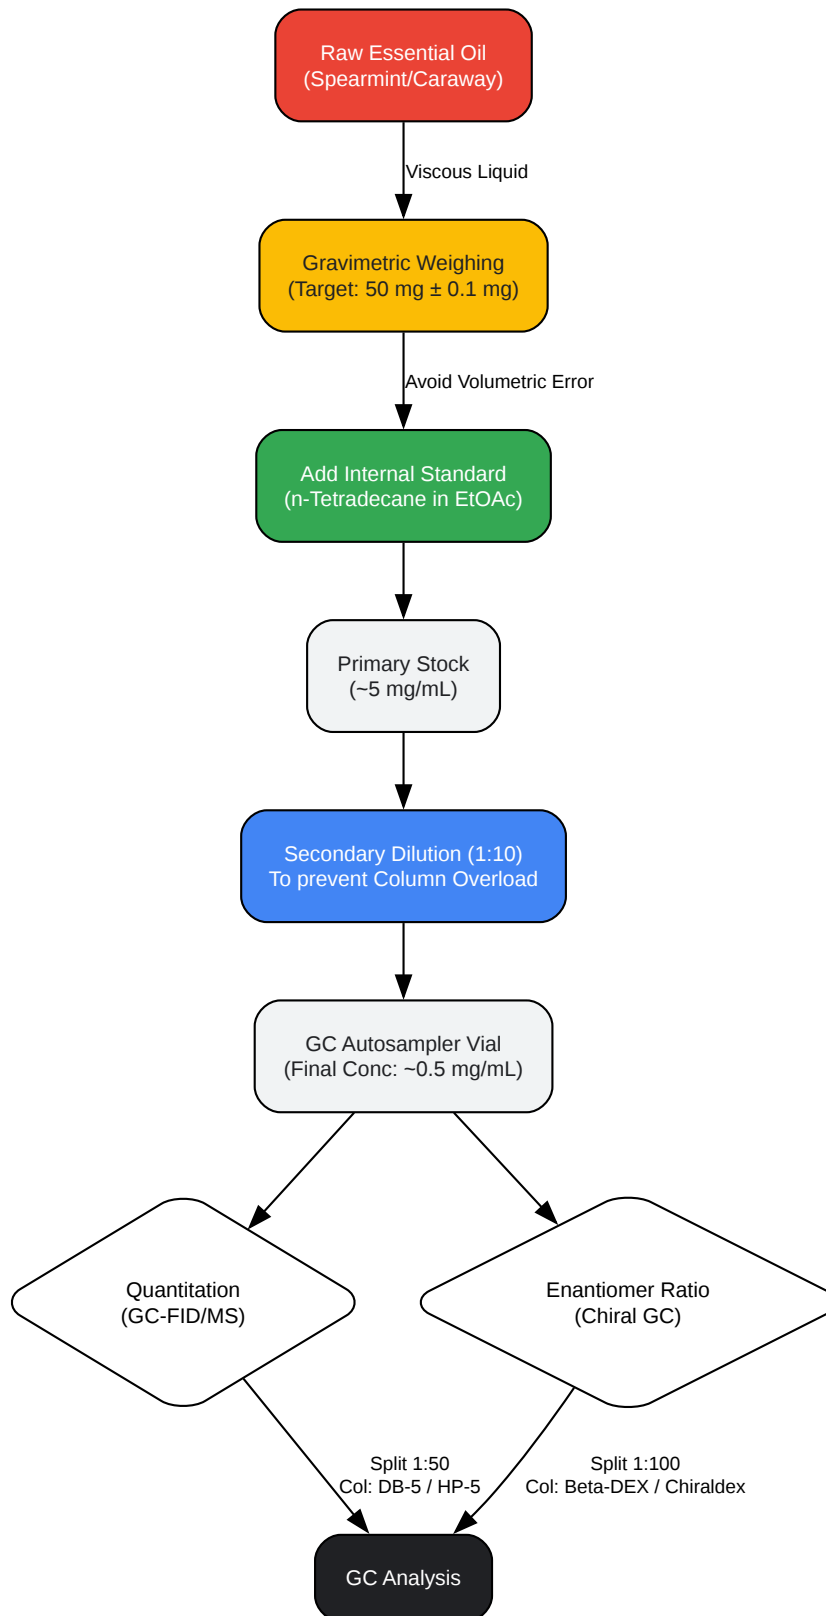 Raw Essential Oil
(Spearmint/Caraway)
Viscous Liquid
Gravimetric Weighing
(Target: 50 mg ± 0.1 mg)
Avoid Volumetric Error
Add Internal Standard
(n-Tetradecane in EtOAc)
Primary Stock
(~5 mg/mL)
Secondary Dilution (1:10)
To prevent Column Overload
GC Autosampler Vial
(Final Conc: ~0.5 mg/mL)
Quantitation
(GC-FID/MS)
Enantiomer Ratio
(Chiral GC)
Split 1:50
Col: DB-5 / HP-5
Split 1:100
Col: Beta-DEX / Chiraldex
GC Analysis